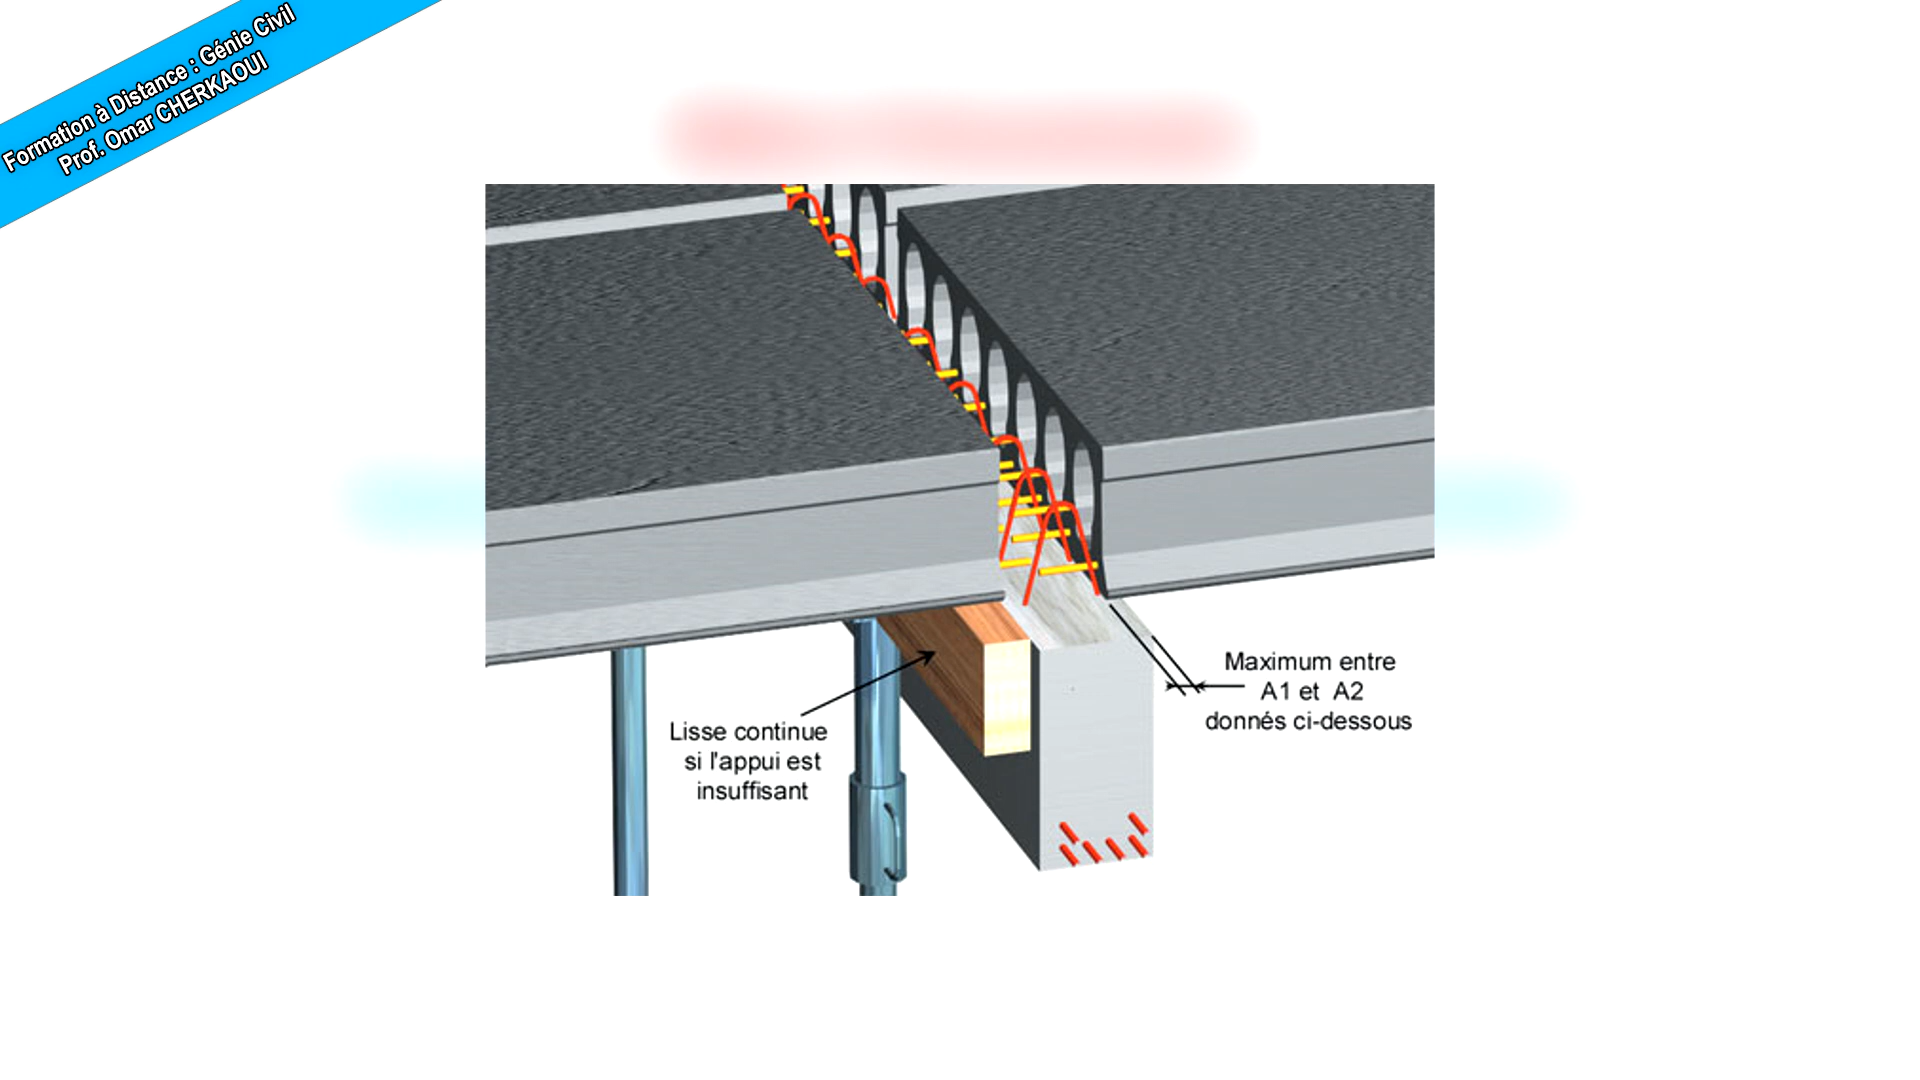 Formation à Distance : Génie Civil
Prof. Omar CHERKAOUI
Maximum entre
A1 et A2
donnés ci-dessous
Lisse continue
si l'appui est
insuffisant